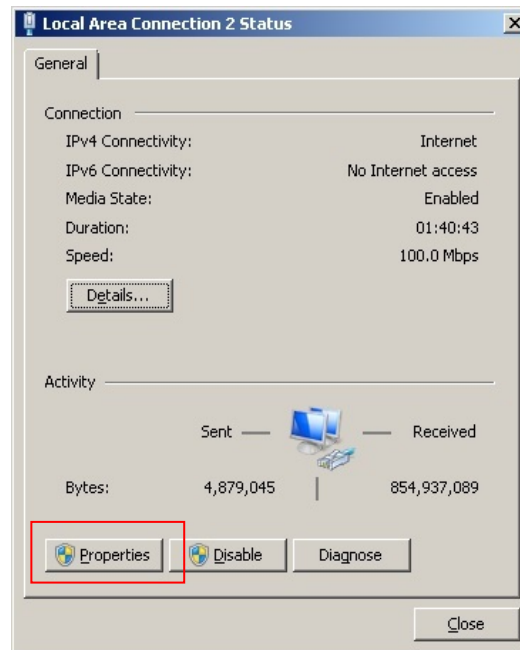 Local Area Connection 2 Status
General
Connection
IPv4 Connectivity: Internet
IPv6 Connectivity: No Internet access
Media State: Enabled
Duration: 01:40:43
Speed: 100.0 Mbps
Details...
Activity
Sent Received
Bytes: 4,879,045 854,937,089
Properties Disable Diagnose
Close